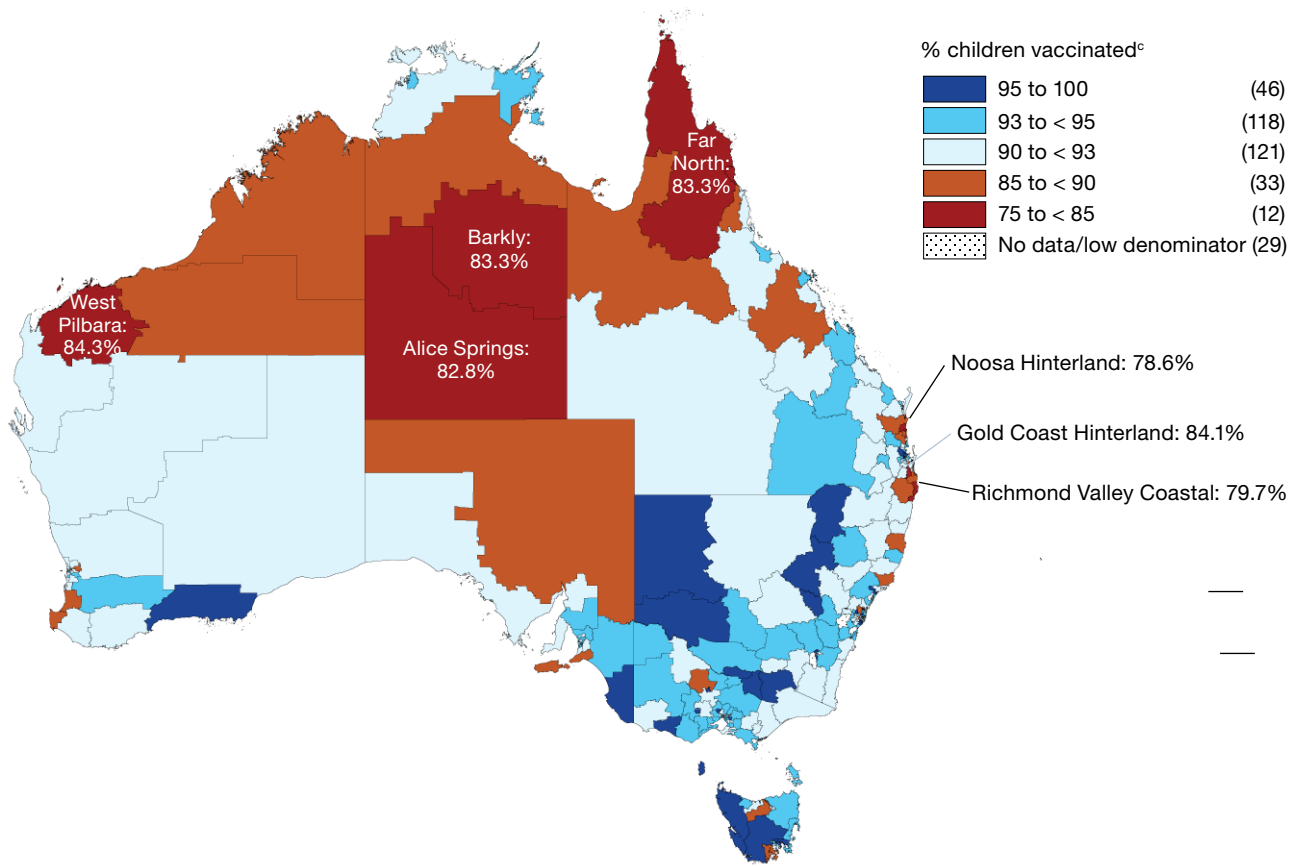 % children vaccinatedᶜ
95 to 100 (46)
93 to < 95 (118)
90 to < 93 (121)
85 to < 90 (33)
75 to < 85 (12)
No data/low denominator (29)
Far
North:
83.3%
Barkly:
83.3%
West
Pilbara:
84.3%
Alice Springs:
82.8%
Noosa Hinterland: 78.6%
Gold Coast Hinterland: 84.1%
Richmond Valley Coastal: 79.7%